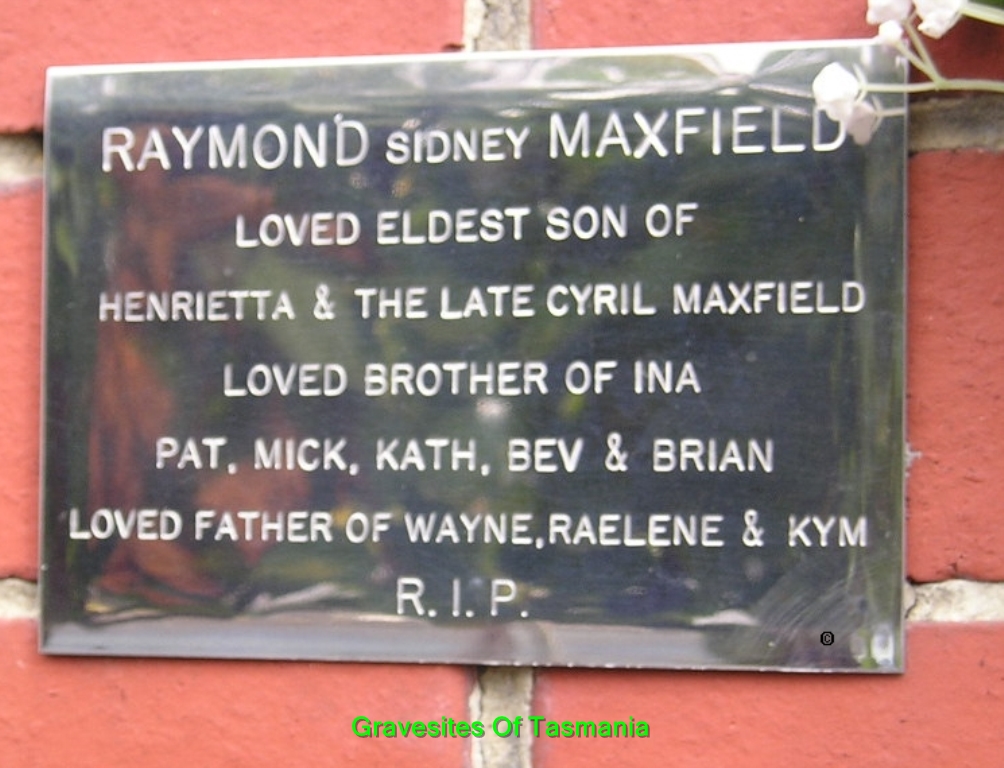 RAYMOND SIDNEY MAXFIELD
LOVED ELDEST SON OF
HENRIETTA & THE LATE CYRIL MAXFIELD
LOVED BROTHER OF INA
PAT, MICK, KATH, BEV & BRIAN
LOVED FATHER OF WAYNE, RAELENE & KYM
R. I. P.
©
Gravesites Of Tasmania